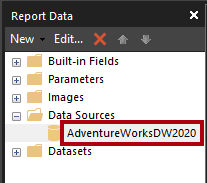 Report Data
New Edit...
Built-in Fields
Parameters
Images
Data Sources
AdventureWorksDW2020
Datasets